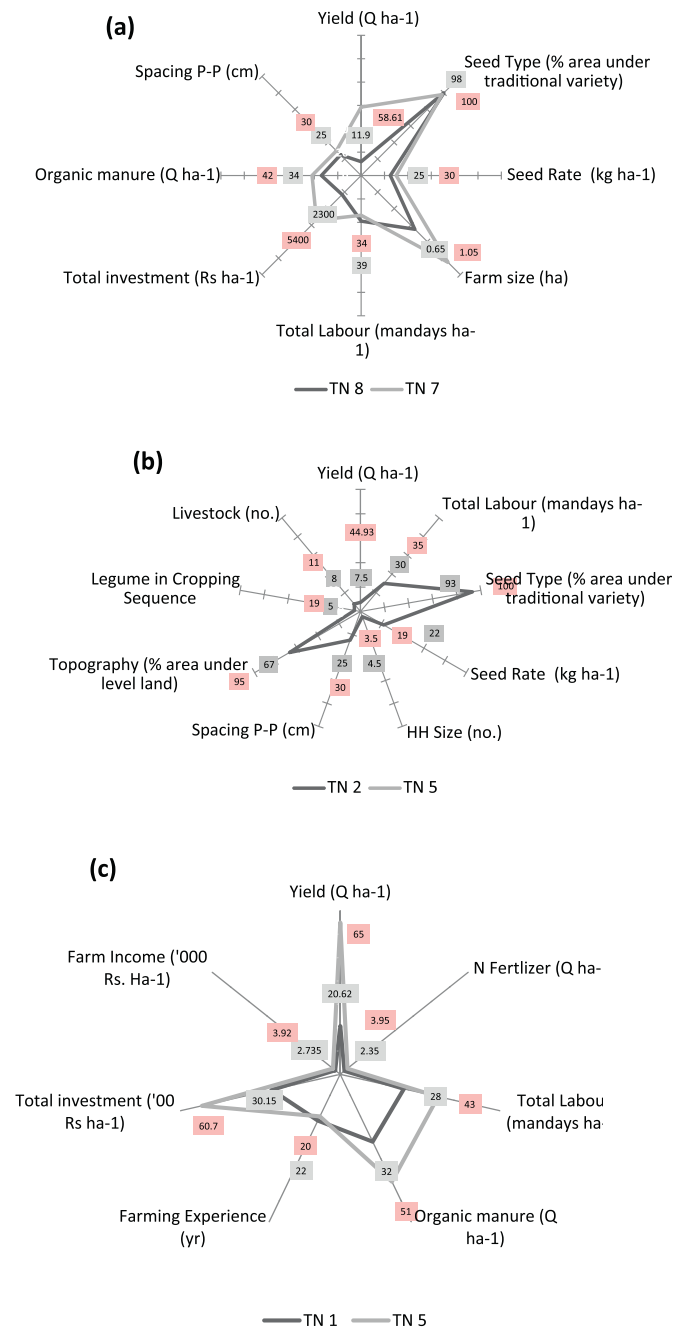 (a)
Yield (Q ha-1)
Spacing P-P (cm)
Seed Type (% area under
traditional variety)
98
100
30
58.61
25
11.9
Organic manure (Q ha-1)
42
34
25
30
Seed Rate (kg ha-1)
2300
5400
34
0.65
1.05
39
Total investment (Rs ha-1)
Farm size (ha)
Total Labour (mandays ha-
1)
TN 8
TN 7
(b)
Yield (Q ha-1)
Livestock (no.)
Total Labour (mandays ha-
1)
44.93
35
11
30
8
7.5
Legume in Cropping
Sequence
93
100
Seed Type (% area under
traditional variety)
19
5
3.5
19
22
67
25
4.5
Topography (% area under
level land)
95
30
Seed Rate (kg ha-1)
Spacing P-P (cm)
HH Size (no.)
TN 2
TN 5
(c)
Yield (Q ha-1)
65
Farm Income ('000
Rs. Ha-1)
N Fertlizer (Q ha-
20.62
3.92
3.95
2.735
2.35
Total investment ('00
Rs ha-1)
30.15
28
43
Total Labou
(mandays ha-
60.7
20
22
32
51
Farming Experience
(yr)
Organic manure (Q
ha-1)
TN 1
TN 5